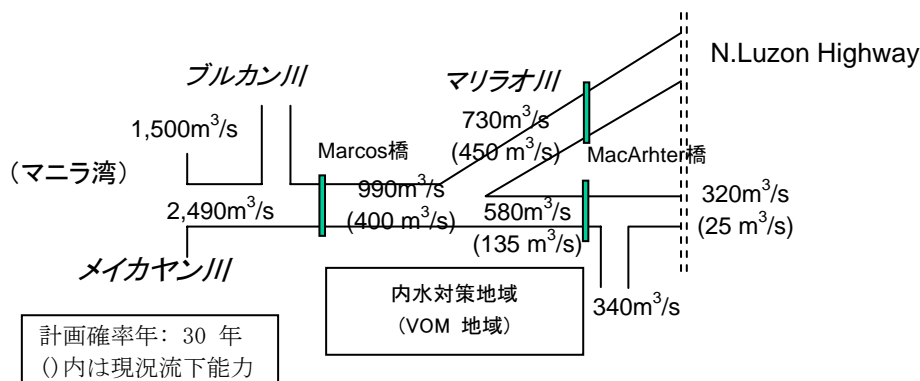 N.Luzon Highway
ブルカン川
マリラオ川
1,500m³/s
730m³/s
(450 m³/s)
Marcos橋
MacArhter橋
(マニラ湾)
990m³/s
(400 m³/s)
2,490m³/s
580m³/s
(135 m³/s)
320m³/s
(25 m³/s)
メイカヤン川
内水対策地域
(VOM 地域)
340m³/s
計画確率年: 30 年
()内は現況流下能力